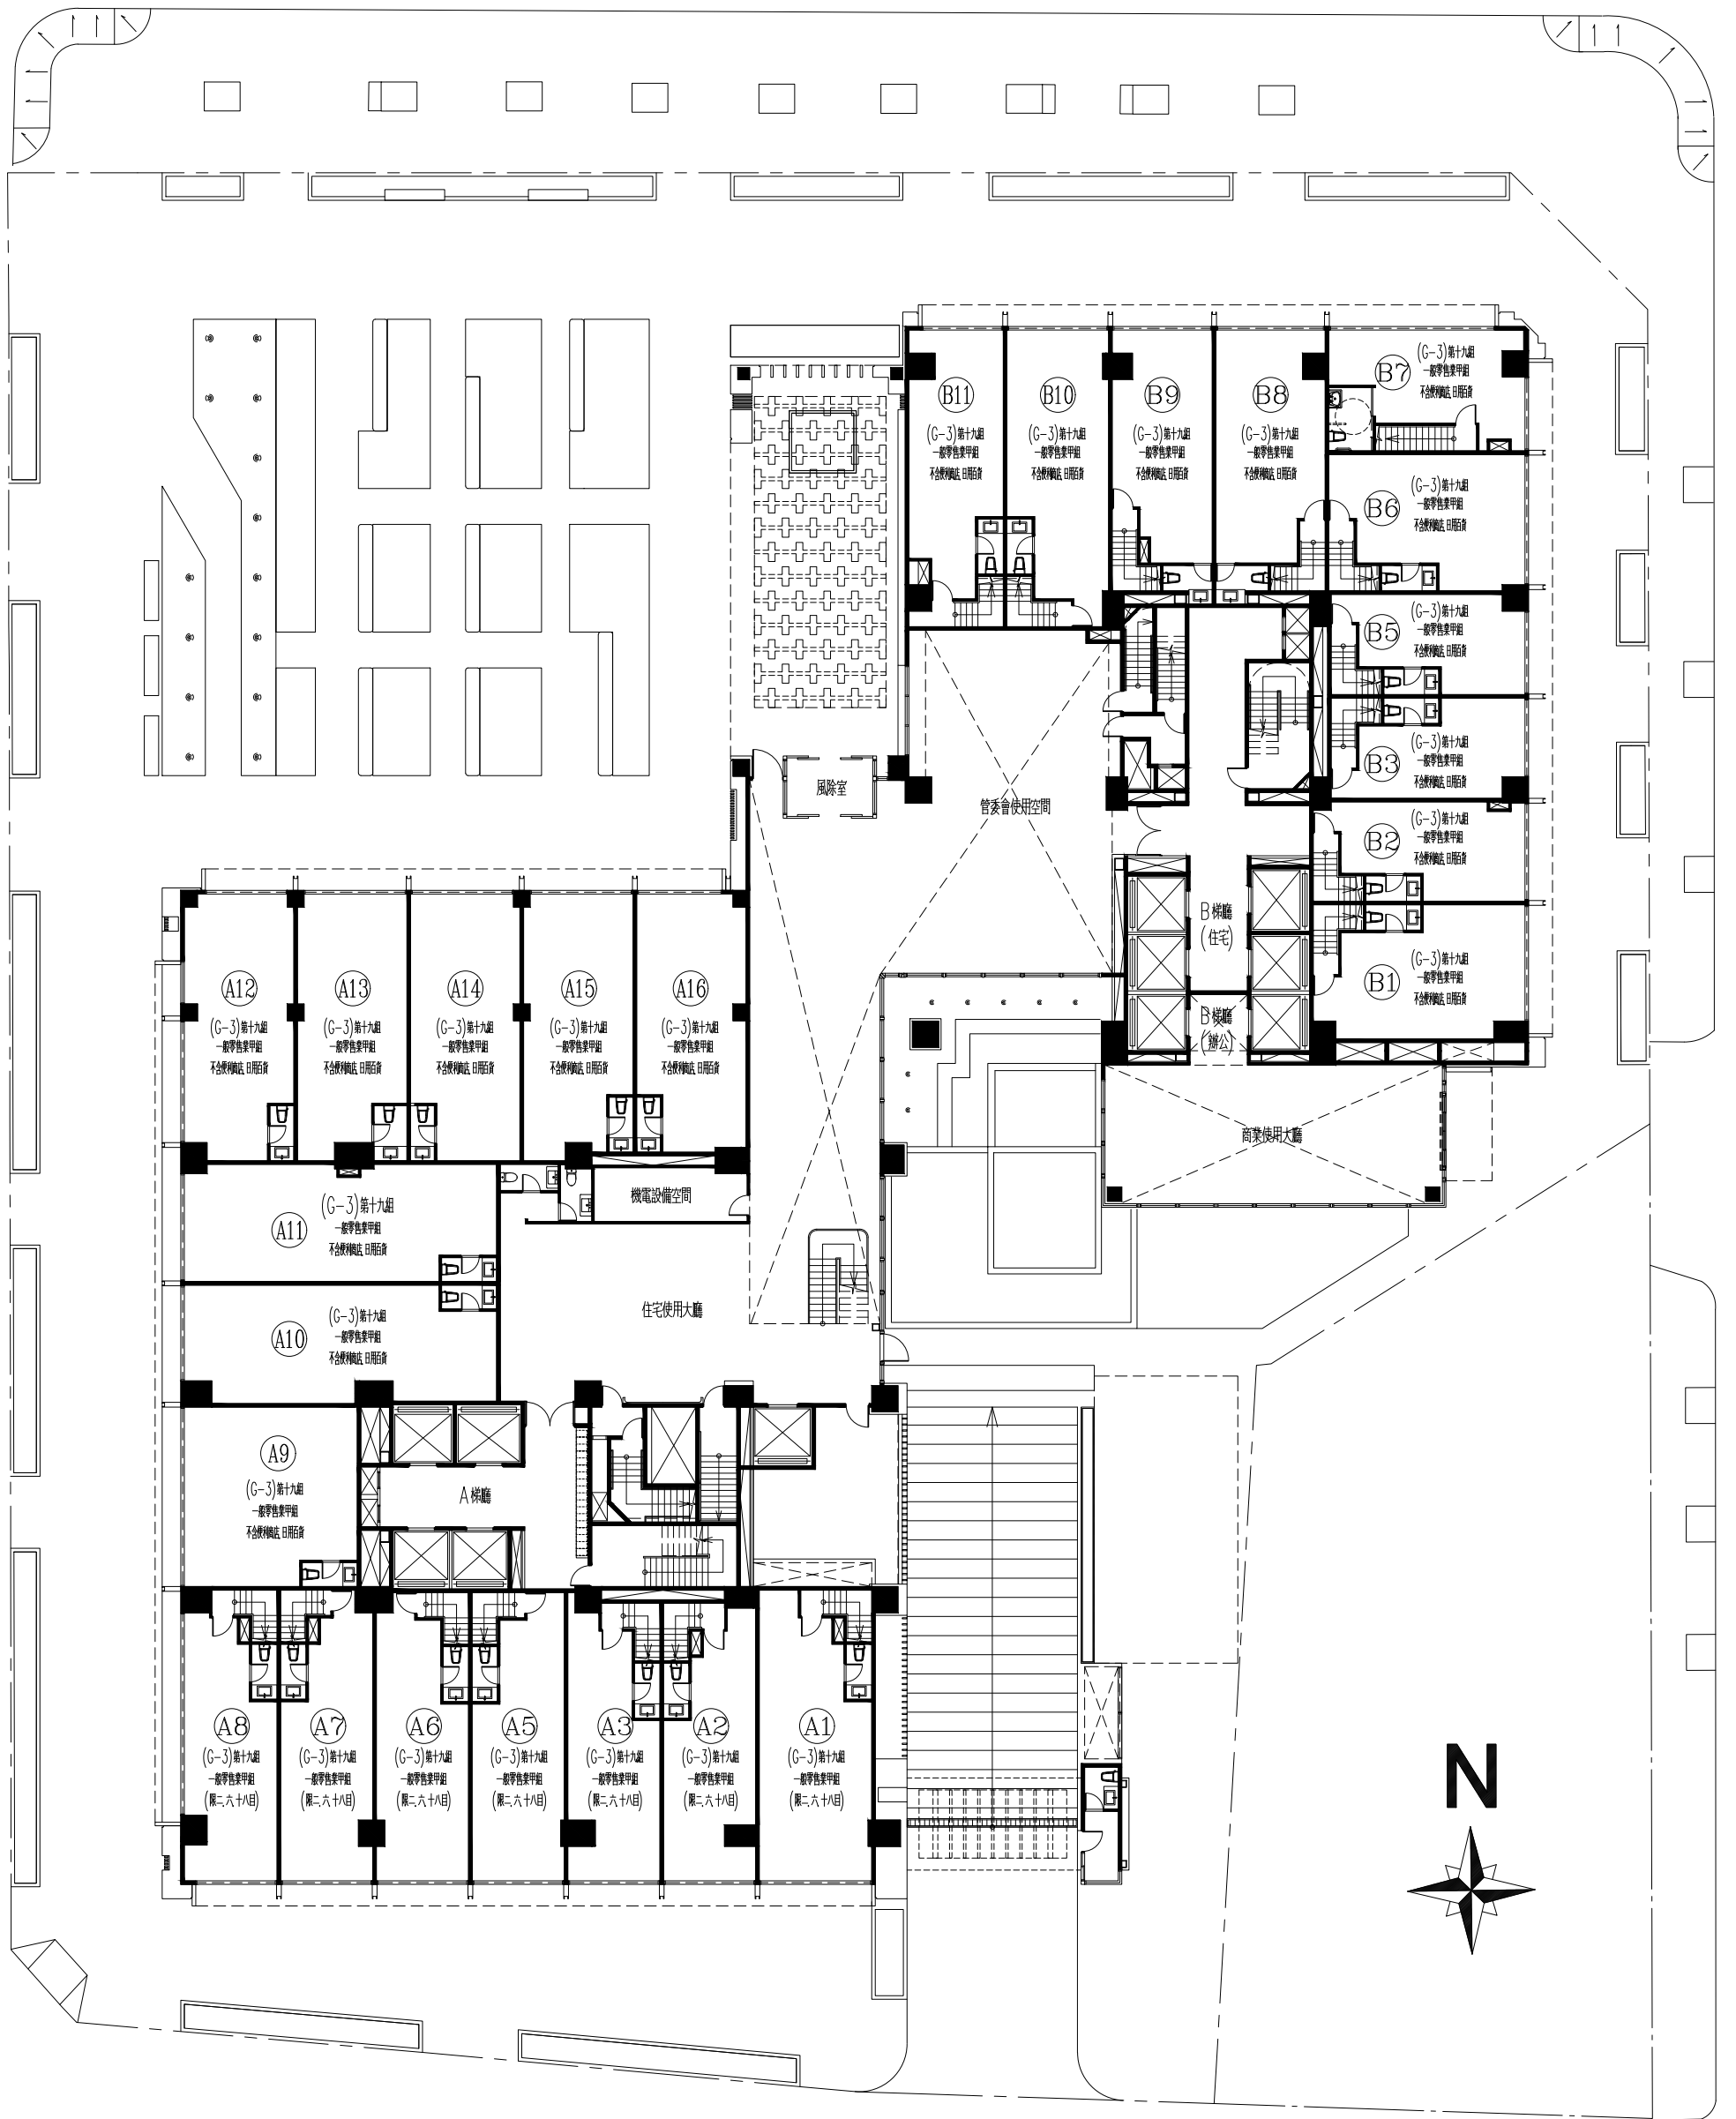 B11
(G-3)第十九組
一般零售業甲組
不含便利商店,日用百貨
B10
(G-3)第十九組
一般零售業甲組
不含便利商店,日用百貨
B9
(G-3)第十九組
一般零售業甲組
不含便利商店,日用百貨
B8
(G-3)第十九組
一般零售業甲組
不含便利商店,日用百貨
B7
(G-3)第十九組
一般零售業甲組
不含便利商店,日用百貨
B6
(G-3)第十九組
一般零售業甲組
不含便利商店,日用百貨
B5
(G-3)第十九組
一般零售業甲組
不含便利商店,日用百貨
B3
(G-3)第十九組
一般零售業甲組
不含便利商店,日用百貨
B2
(G-3)第十九組
一般零售業甲組
不含便利商店,日用百貨
B1
(G-3)第十九組
一般零售業甲組
不含便利商店,日用百貨
風除室
管委會使用空間
B梯廳
(住宅)
B梯廳
(辦公)
商業使用大廳
A12
(G-3)第十九組
一般零售業甲組
不含便利商店,日用百貨
A13
(G-3)第十九組
一般零售業甲組
不含便利商店,日用百貨
A14
(G-3)第十九組
一般零售業甲組
不含便利商店,日用百貨
A15
(G-3)第十九組
一般零售業甲組
不含便利商店,日用百貨
A16
(G-3)第十九組
一般零售業甲組
不含便利商店,日用百貨
機電設備空間
A11
(G-3)第十九組
一般零售業甲組
不含便利商店,日用百貨
住宅使用大廳
A10
(G-3)第十九組
一般零售業甲組
不含便利商店,日用百貨
A9
(G-3)第十九組
一般零售業甲組
不含便利商店,日用百貨
A梯廳
A8
(G-3)第十九組
一般零售業甲組
(限二.六.十八目)
A7
(G-3)第十九組
一般零售業甲組
(限二.六.十八目)
A6
(G-3)第十九組
一般零售業甲組
(限二.六.十八目)
A5
(G-3)第十九組
一般零售業甲組
(限二.六.十八目)
A3
(G-3)第十九組
一般零售業甲組
(限二.六.十八目)
A2
(G-3)第十九組
一般零售業甲組
(限二.六.十八目)
A1
(G-3)第十九組
一般零售業甲組
(限二.六.十八目)
N